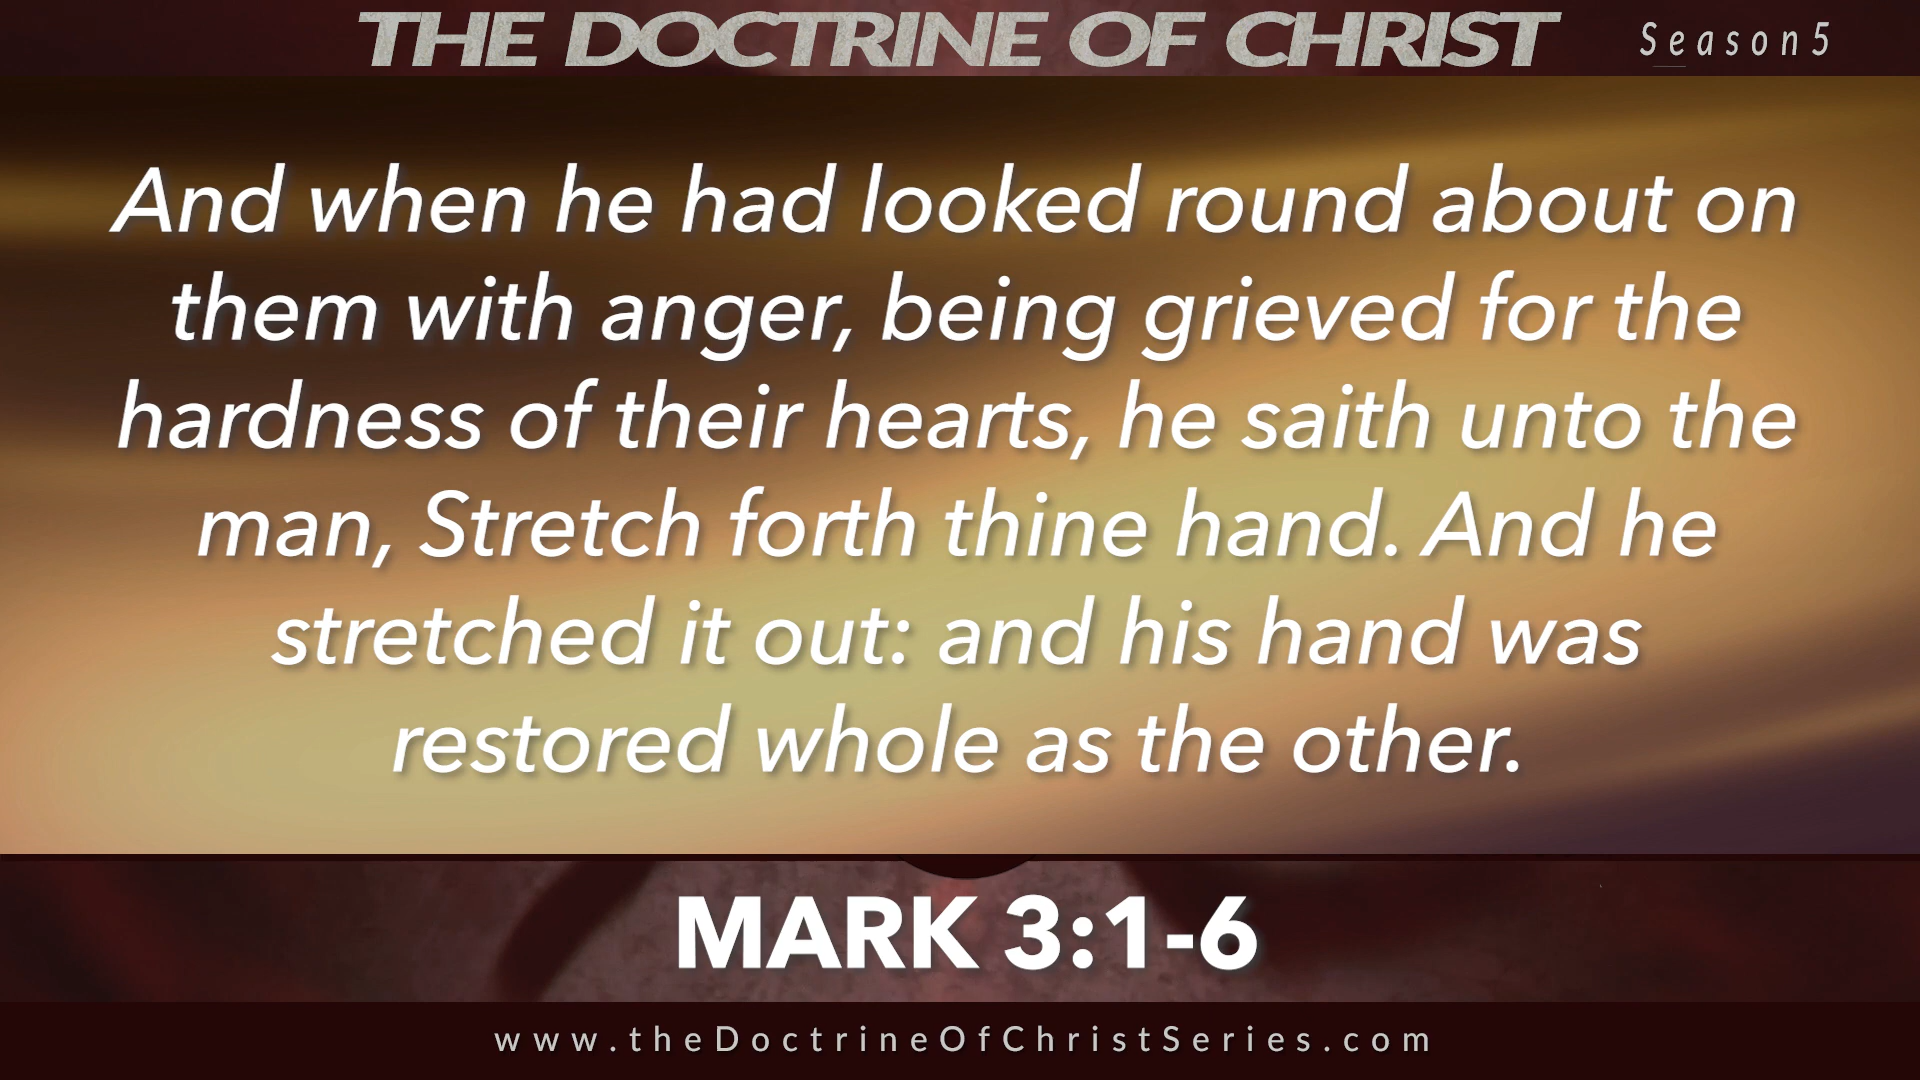 THE DOCTRINE OF CHRIST
Season5
And when he had looked round about on
them with anger, being grieved for the
hardness of their hearts, he saith unto the
man, Stretch forth thine hand. And he
stretched it out: and his hand was
restored whole as the other.
MARK 3:1-6
www.theDoctrineOfChristSeries.com